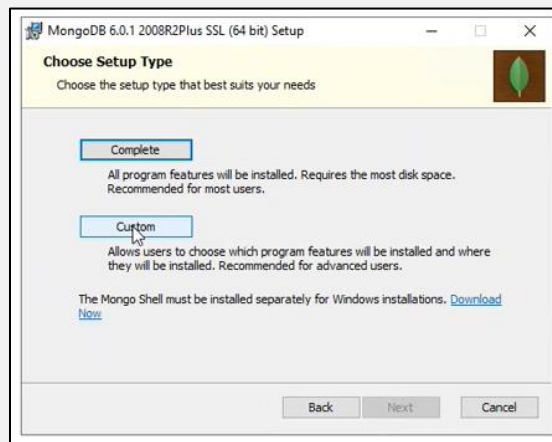 MongoDB 6.0.1 2008R2Plus SSL (64 bit) Setup
Choose Setup Type
Choose the setup type that best suits your needs
Complete
All program features will be installed. Requires the most disk space.
Recommended for most users.
Custom
Allows users to choose which program features will be installed and where
they will be installed. Recommended for advanced users.
The Mongo Shell must be installed separately for Windows installations. Download
Now
Back Next Cancel